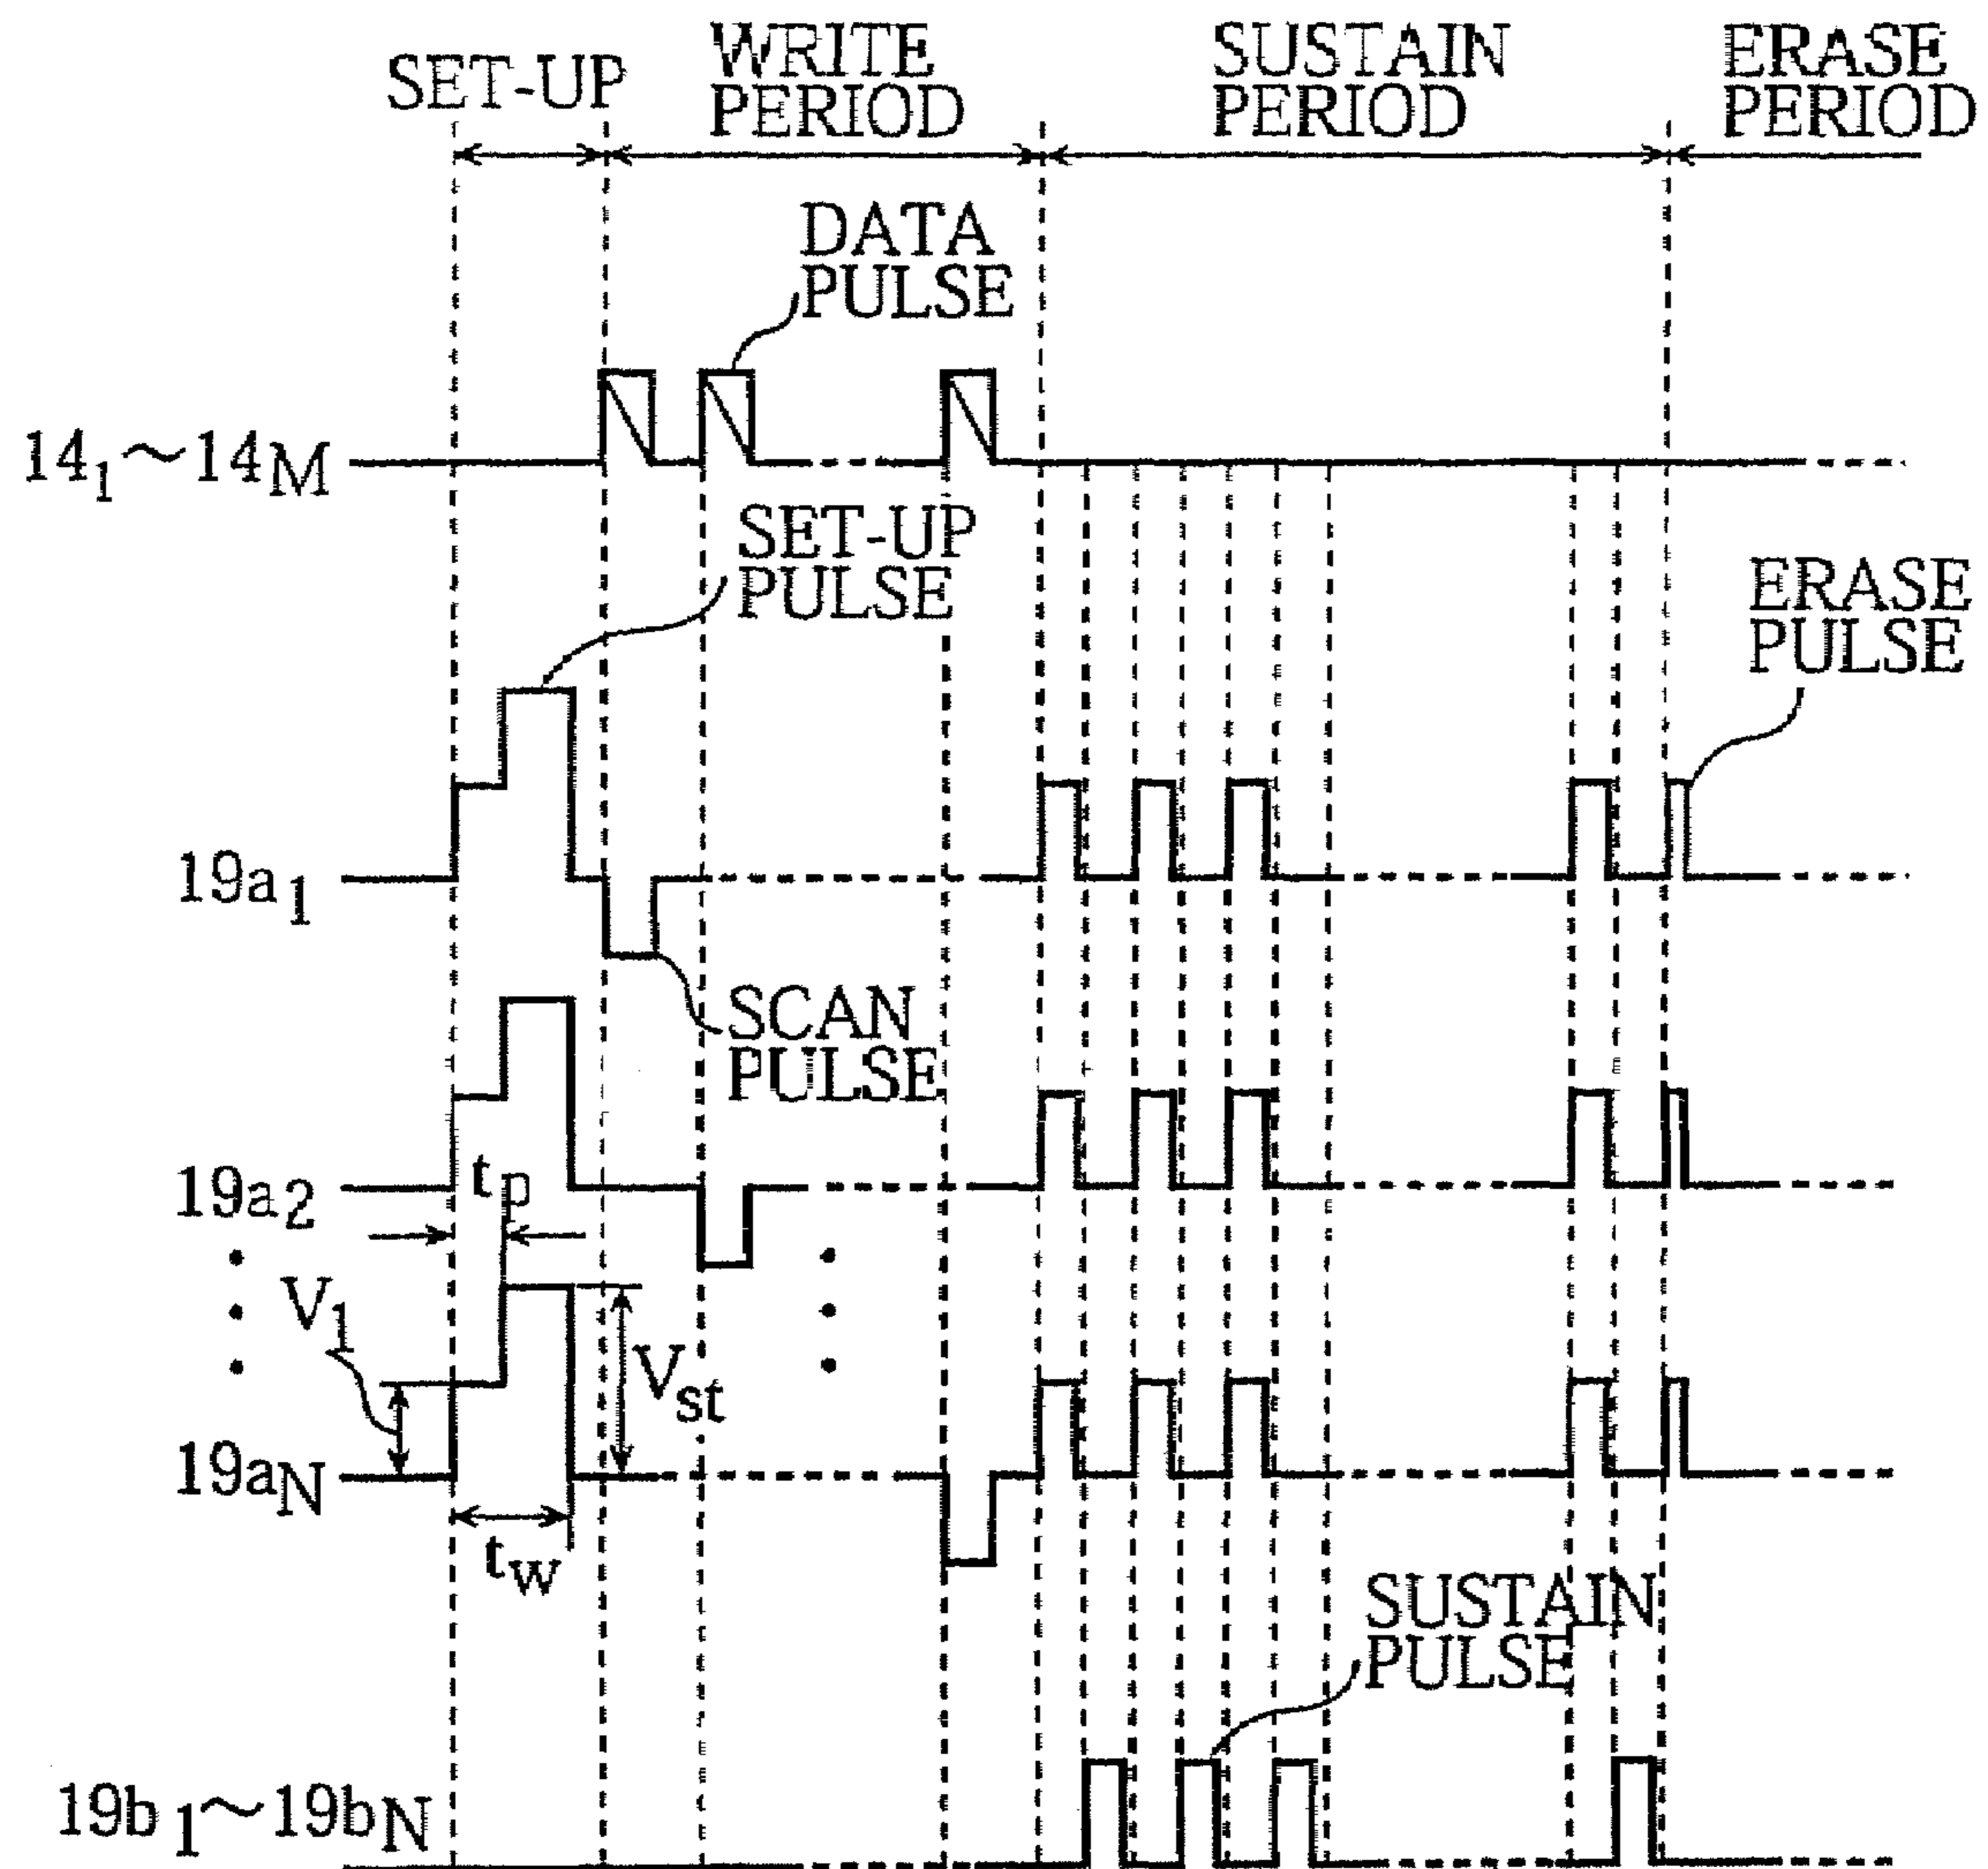 SET-UP
WRITE
PERIOD
SUSTAIN
PERIOD
ERASE
PERIOD
DATA
PULSE
14₁~14M
SET-UP
PULSE
ERASE
PULSE
19a₁
SCAN
PULSE
19a₂
tp
V₁
Vst
19aN
tw
SUSTAIN
PULSE
19b₁~19bN